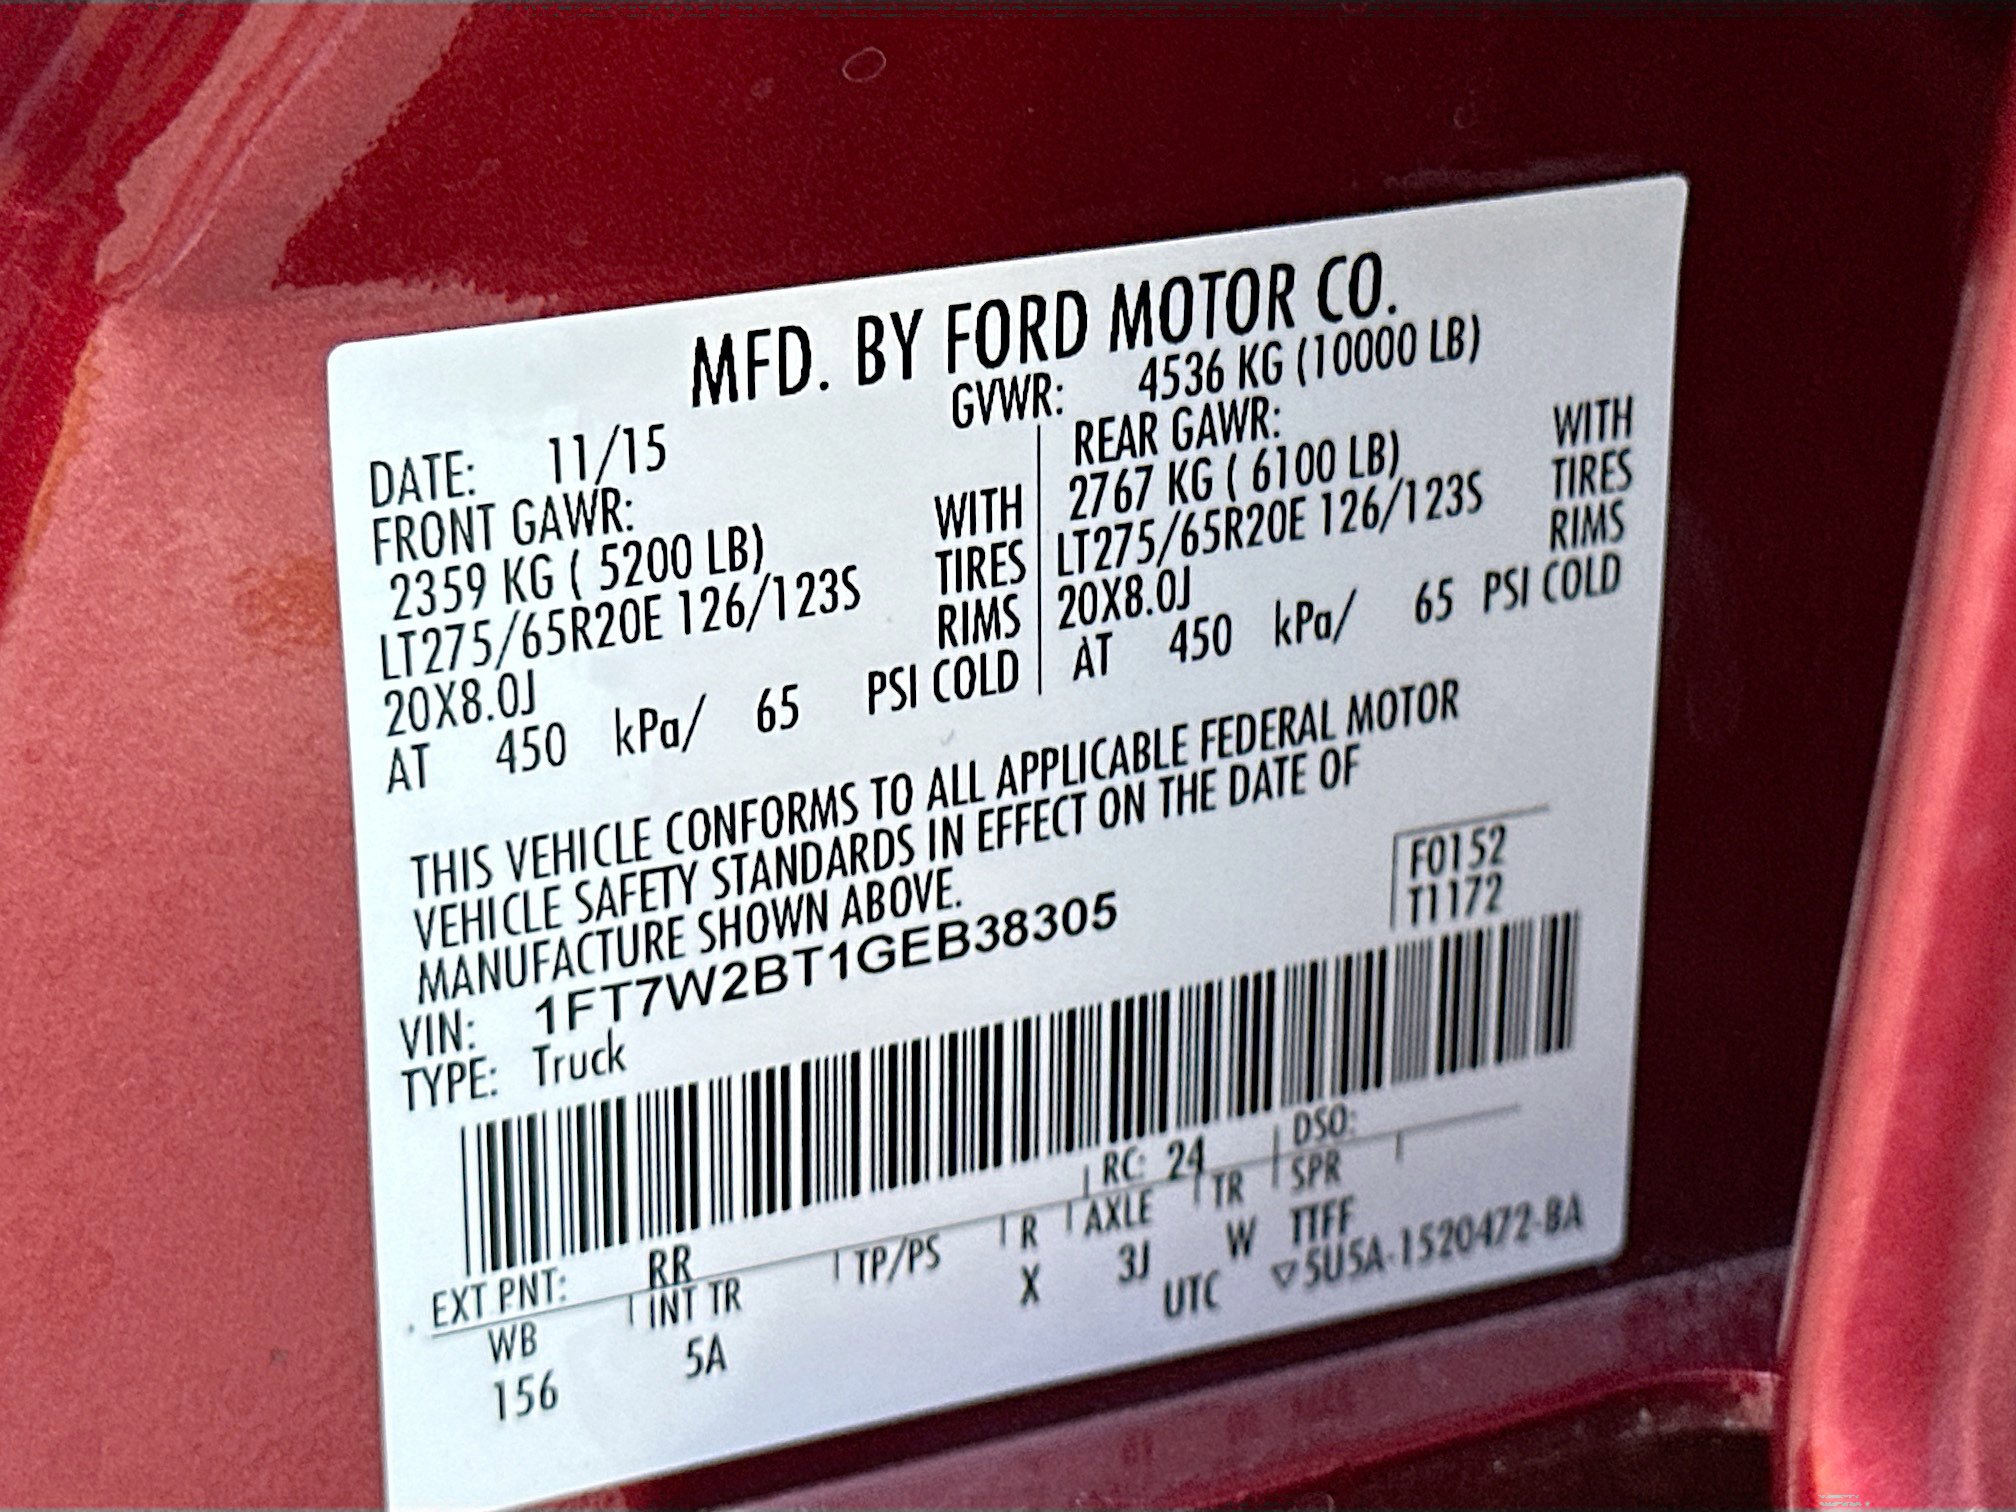 MFD. BY FORD MOTOR CO.
DATE: 11/15 GVWR: 4536 KG (10000 LB)
FRONT GAWR:
2359 KG ( 5200 LB) WITH
LT275/65R20E 126/123S TIRES
20X8.0J RIMS
AT 450 kPa/ 65 PSI COLD
REAR GAWR:
2767 KG ( 6100 LB) WITH
LT275/65R20E 126/123S TIRES
20X8.0J RIMS
AT 450 kPa/ 65 PSI COLD
THIS VEHICLE CONFORMS TO ALL APPLICABLE FEDERAL MOTOR
VEHICLE SAFETY STANDARDS IN EFFECT ON THE DATE OF
MANUFACTURE SHOWN ABOVE.
F0152
T1172
VIN: 1FT7W2BT1GEB38305
TYPE: Truck
EXT PNT: RR RC: 24 DSO:
WB INT TR TP/PS R AXLE TR SPR
156 5A X 3J W TTFF
UTC ▽5U5A-1520472-BA